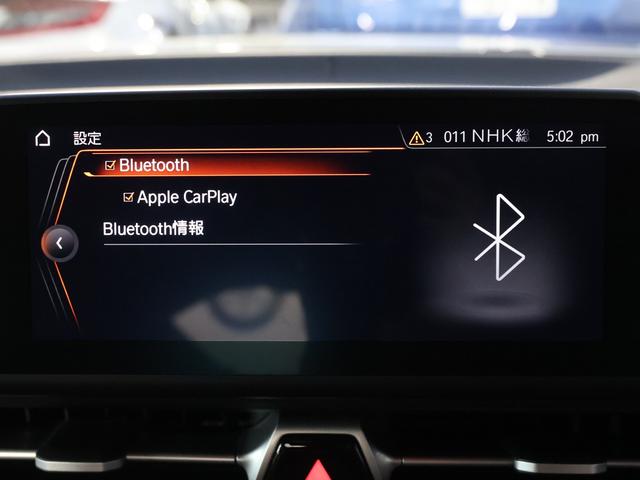 設定
3 011 NHK総 5:02 pm
Bluetooth
Apple CarPlay
Bluetooth情報